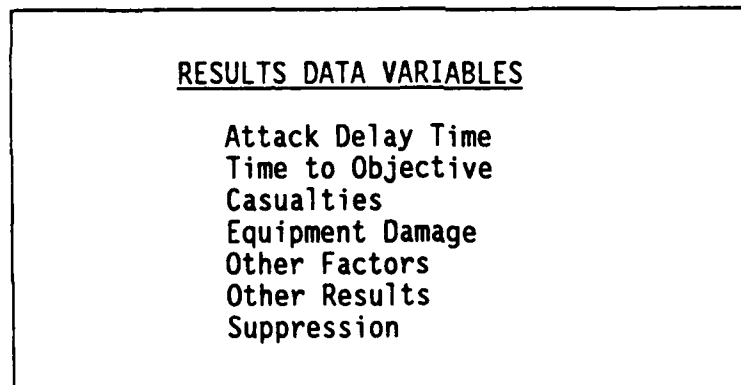 RESULTS DATA VARIABLES
Attack Delay Time
Time to Objective
Casualties
Equipment Damage
Other Factors
Other Results
Suppression